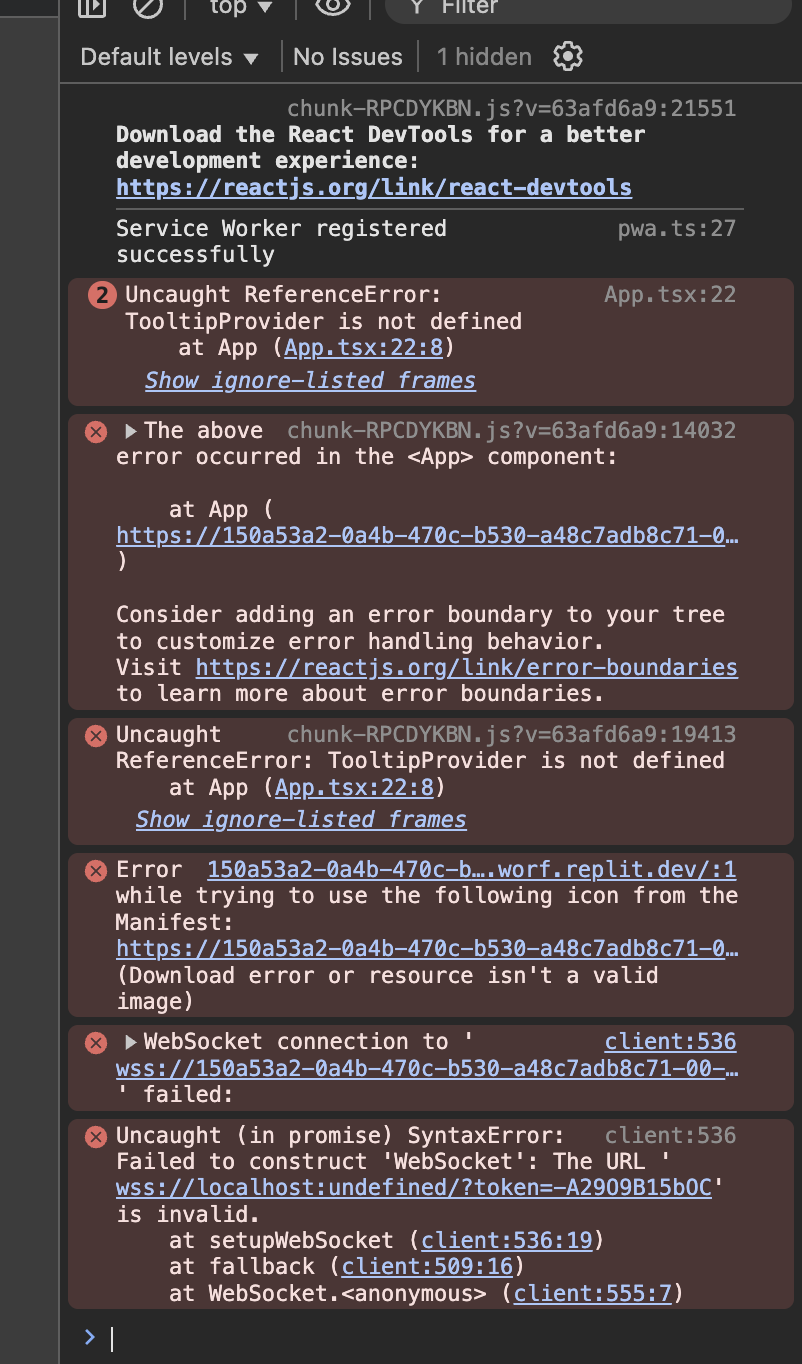 top ▼ Filter
Default levels ▼ No Issues 1 hidden
chunk-RPCDYKBN.js?v=63afd6a9:21551
Download the React DevTools for a better
development experience:
https://reactjs.org/link/react-devtools
Service Worker registered pwa.ts:27
successfully
2 Uncaught ReferenceError: App.tsx:22
TooltipProvider is not defined
at App (App.tsx:22:8)
Show ignore-listed frames
▶The above chunk-RPCDYKBN.js?v=63afd6a9:14032
error occurred in the <App> component:
at App (
https://150a53a2-0a4b-470c-b530-a48c7adb8c71-0…
)
Consider adding an error boundary to your tree
to customize error handling behavior.
Visit https://reactjs.org/link/error-boundaries
to learn more about error boundaries.
Uncaught chunk-RPCDYKBN.js?v=63afd6a9:19413
ReferenceError: TooltipProvider is not defined
at App (App.tsx:22:8)
Show ignore-listed frames
Error 150a53a2-0a4b-470c-b….worf.replit.dev/:1
while trying to use the following icon from the
Manifest:
https://150a53a2-0a4b-470c-b530-a48c7adb8c71-0…
(Download error or resource isn't a valid
image)
▶WebSocket connection to ' client:536
wss://150a53a2-0a4b-470c-b530-a48c7adb8c71-00-…
' failed:
Uncaught (in promise) SyntaxError: client:536
Failed to construct 'WebSocket': The URL '
wss://localhost:undefined/?token=-A29O9B15bOC'
is invalid.
at setupWebSocket (client:536:19)
at fallback (client:509:16)
at WebSocket.<anonymous> (client:555:7)